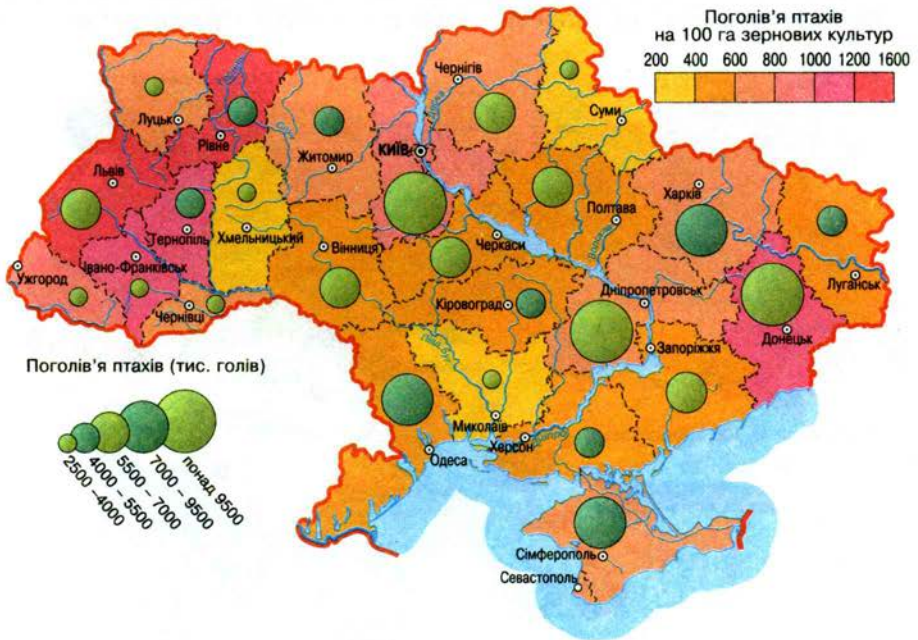 Поголів'я птахів
на 100 га зернових культур
200 400 600 800 1000 1200 1600
Чернігів
Суми
Луцьк
Рівне
Житомир
КИЇВ
Львів
Тернопіль
Хмельницький
Вінниця
Черкаси
Полтава
Харків
Луганськ
Ужгород
Івано-Франківськ
Чернівці
Кіровоград
Дніпропетровськ
Донецьк
Запоріжжя
Миколаїв
Херсон
Одеса
Сімферополь
Севастополь
Поголів'я птахів (тис. голів)
2500 –4000
4000 – 5500
5500 – 7000
7000 – 9500
понад 9500